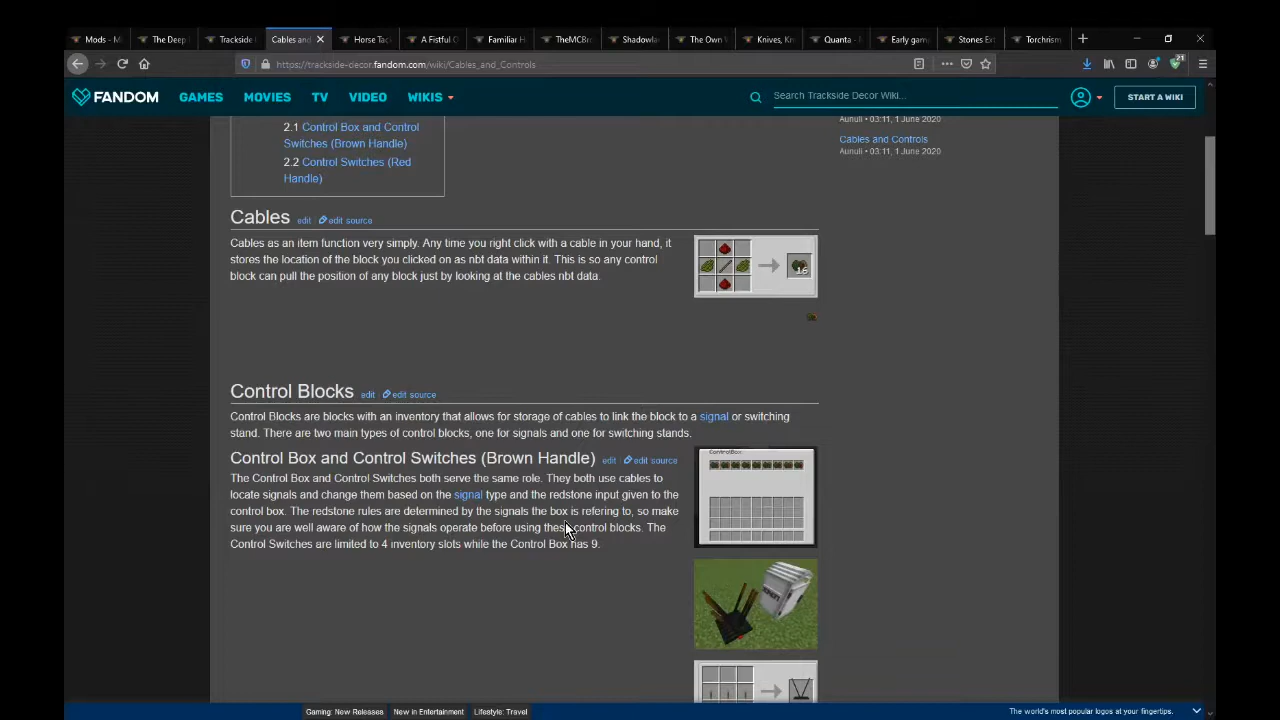 Mods - M
The Deep
Trackside
Cables and
Horse Tac
A Fistful O
Familiar H
TheMCBr
Shadowla
The Own
Knives, Kn
Quanta -
Early gam
Stones Ext
Torchrism
https://trackside-decor.fandom.com/wiki/Cables_and_Controls
21
FANDOM
GAMES
MOVIES
TV
VIDEO
WIKIS
Search Trackside Decor Wiki...
START A WIKI
2.1 Control Box and Control
Switches (Brown Handle)
2.2 Control Switches (Red
Handle)
Aunuli • 03:11, 1 June 2020
Cables and Controls
Aunuli • 03:11, 1 June 2020
Cables edit edit source
Cables as an item function very simply. Any time you right click with a cable in your hand, it
stores the location of the block you clicked on as nbt data within it. This is so any control
block can pull the position of any block just by looking at the cables nbt data.
16
Control Blocks edit edit source
Control Blocks are blocks with an inventory that allows for storage of cables to link the block to a signal or switching
stand. There are two main types of control blocks, one for signals and one for switching stands.
Control Box and Control Switches (Brown Handle) edit edit source
The Control Box and Control Switches both serve the same role. They both use cables to
locate signals and change them based on the signal type and the redstone input given to the
control box. The redstone rules are determined by the signals the box is refering to, so make
sure you are well aware of how the signals operate before using these control blocks. The
Control Switches are limited to 4 inventory slots while the Control Box has 9.
ControlBox
Gaming: New Releases
New in Entertainment
Lifestyle: Travel
The world's most popular logos at your fingertips.